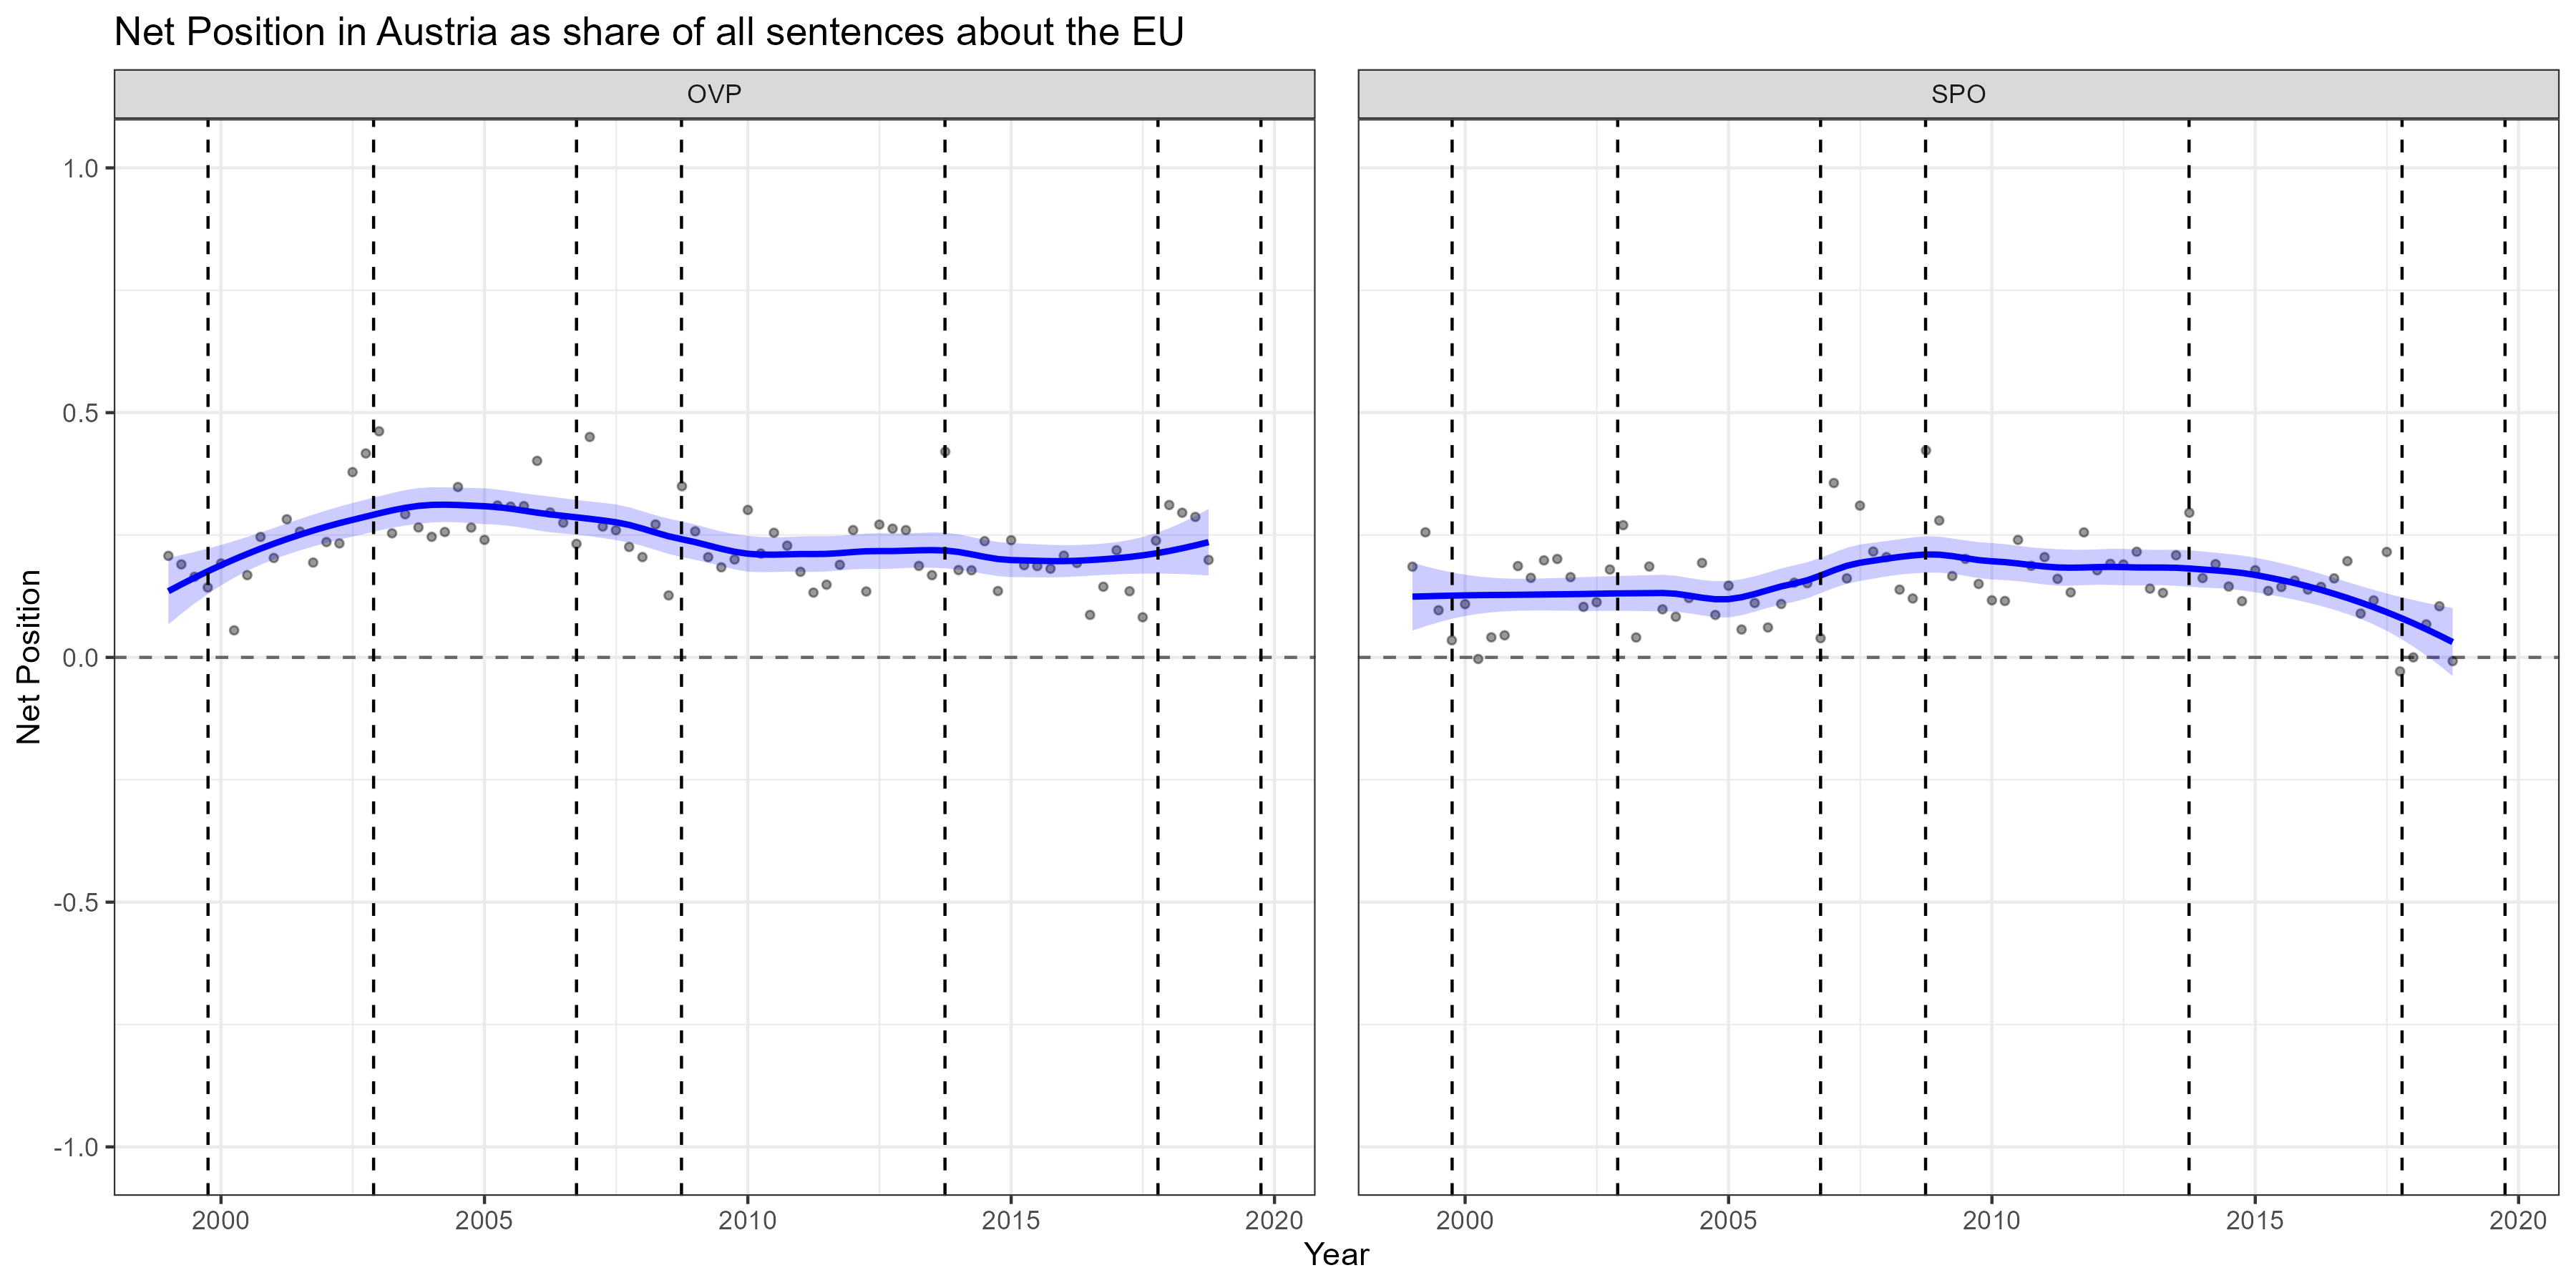 Net Position in Austria as share of all sentences about the EU
OVP
SPO
Net Position
1.0
0.5
0.0
-0.5
-1.0
2000 2005 2010 2015 2020
2000 2005 2010 2015 2020
Year